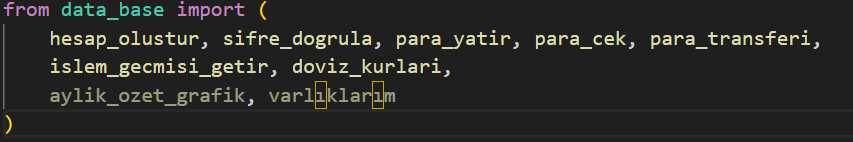 from data_base import (
hesap_olustur, sifre_dogrula, para_yatir, para_cek, para_transferi,
islem_gecmisi_getir, doviz_kurlari,
aylik_ozet_grafik, varlıklarım
)